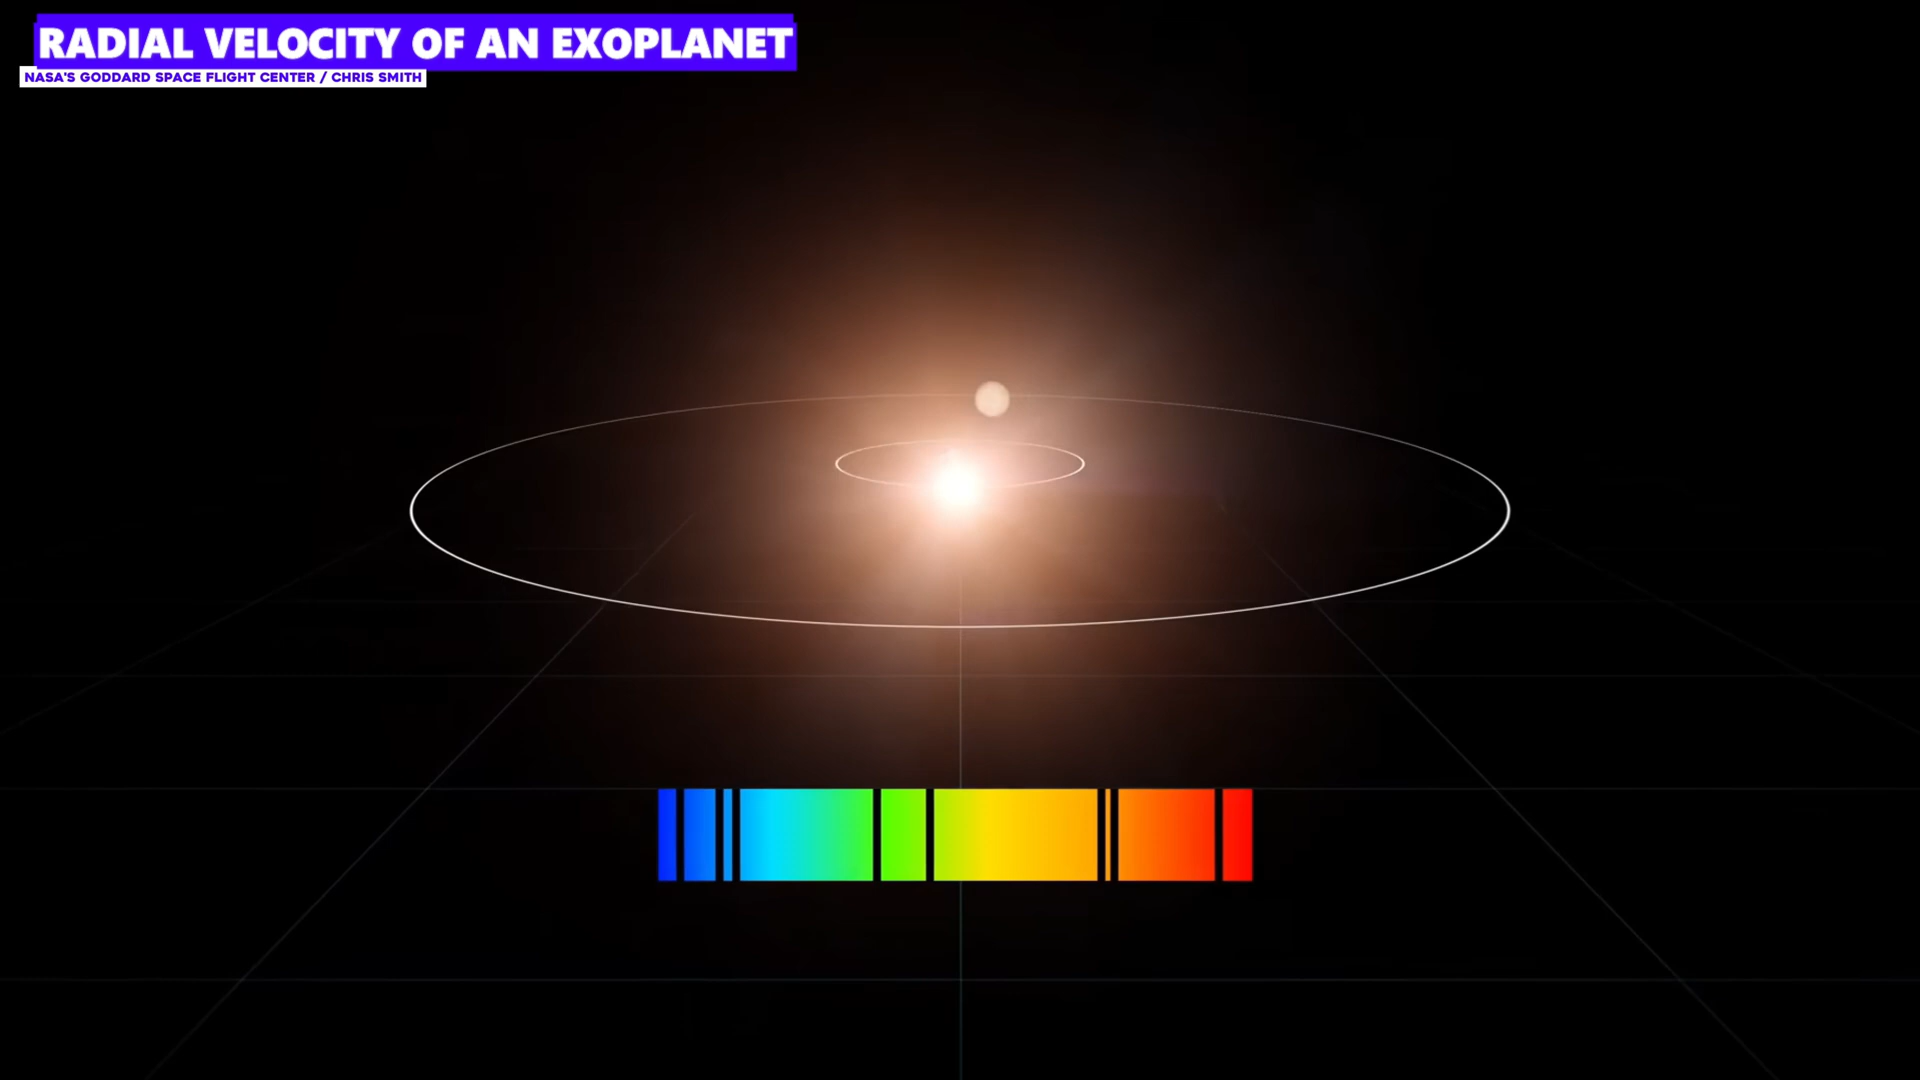 RADIAL VELOCITY OF AN EXOPLANET
NASA'S GODDARD SPACE FLIGHT CENTER / CHRIS SMITH